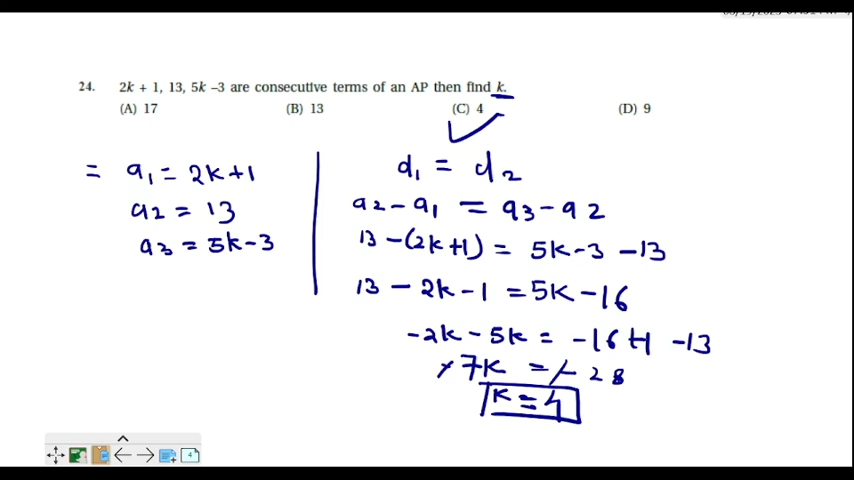 24. 2k + 1, 13, 5k –3 are consecutive terms of an AP then find k.
(A) 17 (B) 13 (C) 4 (D) 9
= a1 = 2k+1
a2 = 13
a3 = 5k-3
d1 = d2
a2 - a1 = a3 - a2
13 -(2k+1) = 5k-3 -13
13 - 2k -1 = 5k -16
-2k - 5k = -16+1 -13
-7k = -28
k = 4
4